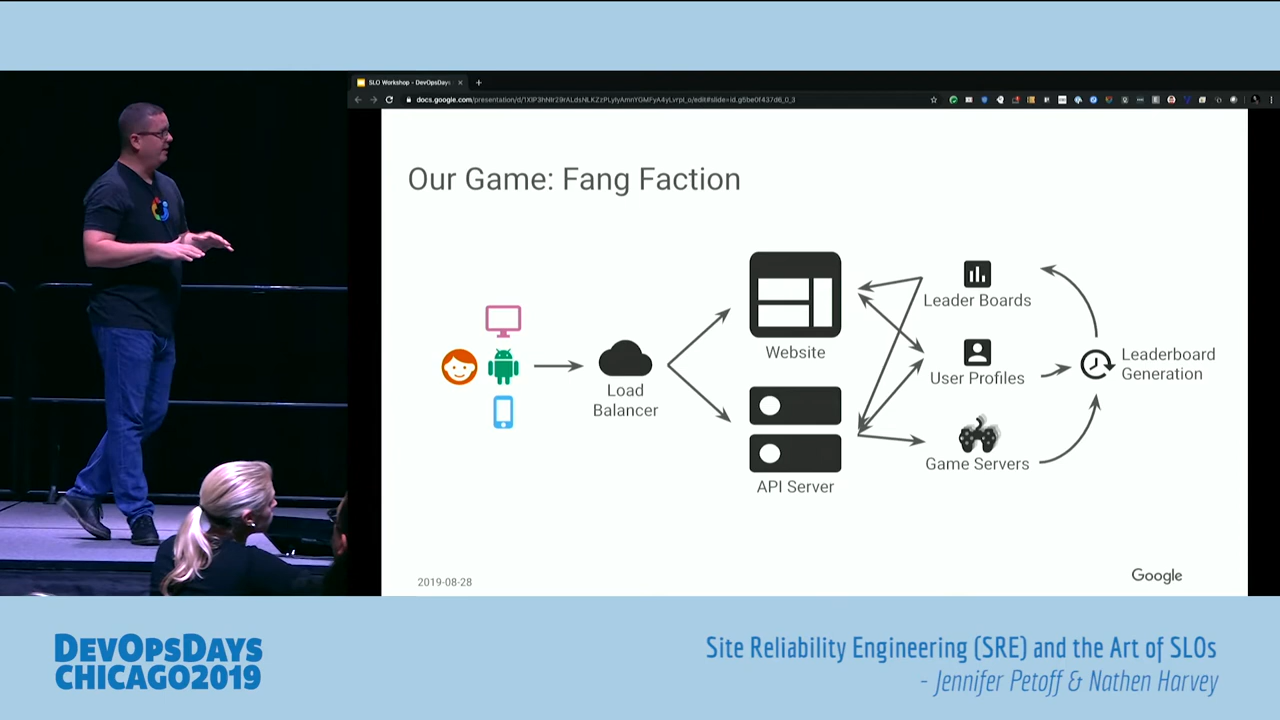 SLO Workshop - DevOpsDays
Our Game: Fang Faction
Website
Load
Balancer
API Server
Leader Boards
User Profiles
Game Servers
Leaderboard
Generation
2019-08-28
Google
DEVOPSDAYS
CHICAGO2019
Site Reliability Engineering (SRE) and the Art of SLOs
- Jennifer Petoff & Nathen Harvey